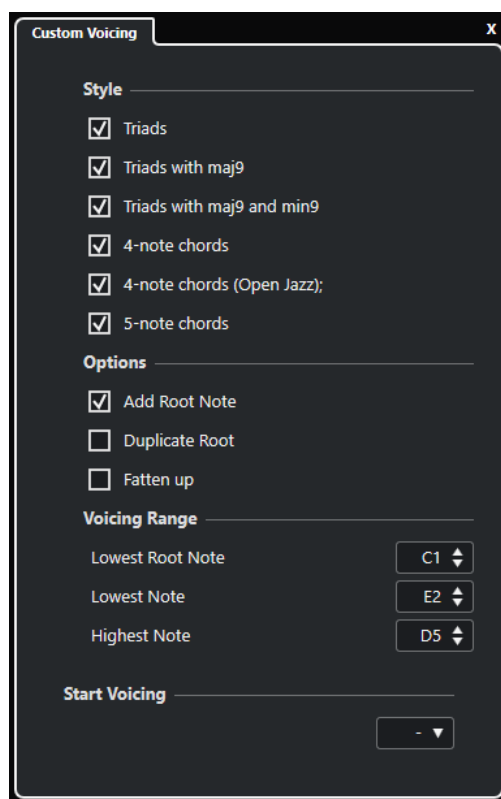 Custom Voicing x
Style
Triads
Triads with maj9
Triads with maj9 and min9
4-note chords
4-note chords (Open Jazz);
5-note chords
Options
Add Root Note
Duplicate Root
Fatten up
Voicing Range
Lowest Root Note C1
Lowest Note E2
Highest Note D5
Start Voicing
-